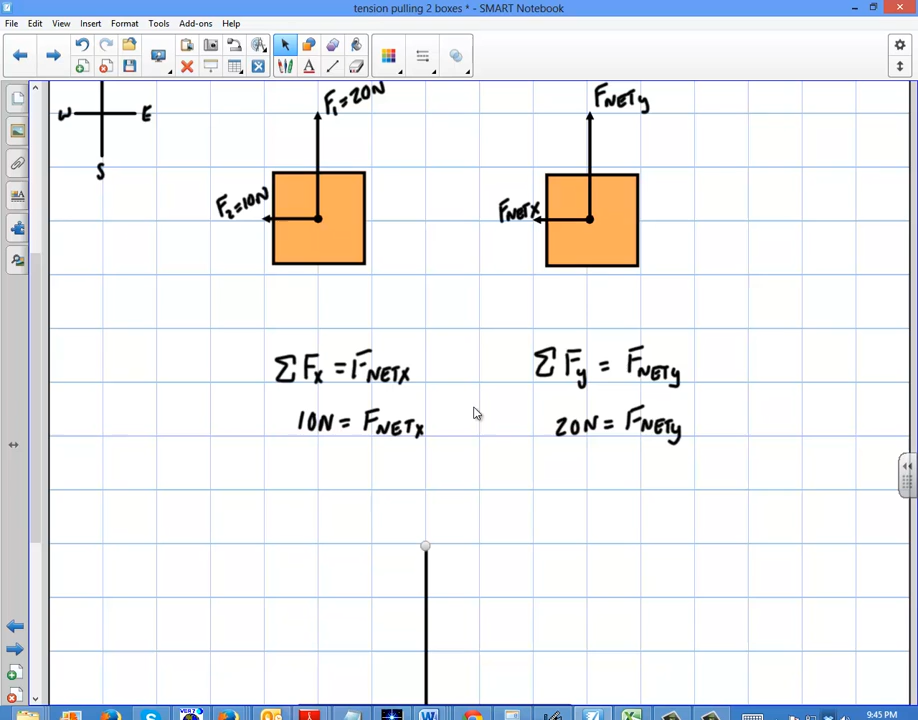 tension pulling 2 boxes * - SMART Notebook
File Edit View Insert Format Tools Add-ons Help
W E
S
F₁=20N
F₂=10N
FNETy
FNETx
ΣFx = FNETx
10N = FNETx
ΣFy = FNETy
20N = FNETy
9:45 PM